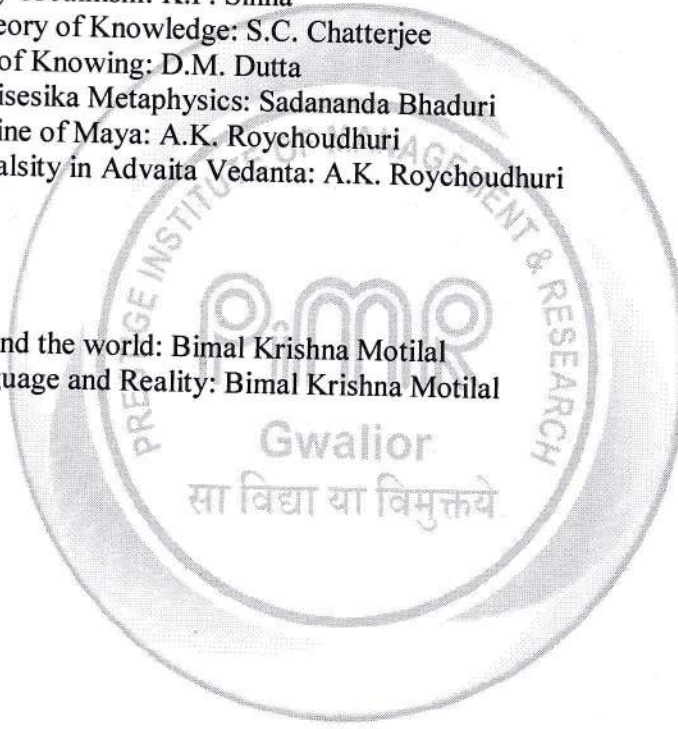 K.P. Sinha
eory of Knowledge: S.C. Chatterjee
of Knowing: D.M. Dutta
isesika Metaphysics: Sadananda Bhaduri
ine of Maya: A.K. Roychoudhuri
alsity in Advaita Vedanta: A.K. Roychoudhuri
nd the world: Bimal Krishna Motilal
guage and Reality: Bimal Krishna Motilal
PRESTIGE INSTITUTE OF MANAGEMENT & RESEARCH
PiMR
Gwalior
सा विद्या या विमुक्तये